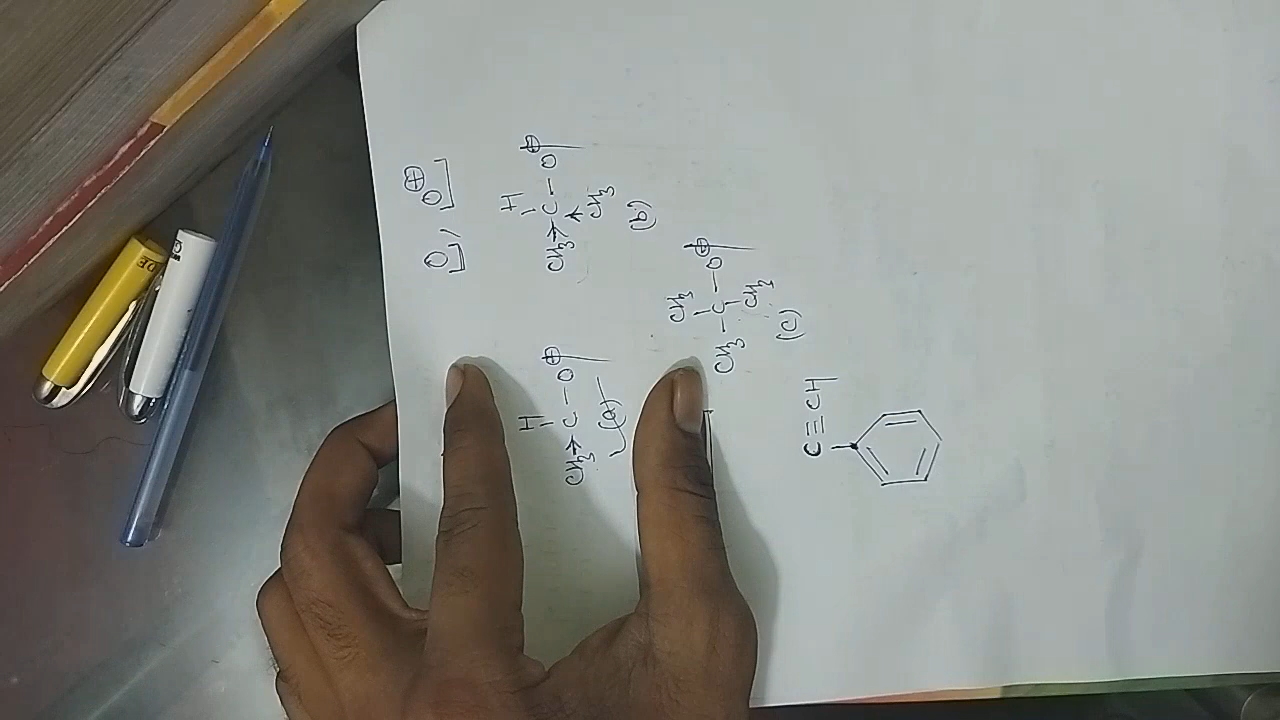 O], O⊕]
H
CH₃→C—O⊕
(a)
H
CH₃→C—O⊕
CH₃
(b)
CH₃
CH₃—C—O⊕
CH₃
(c)
C≡CH